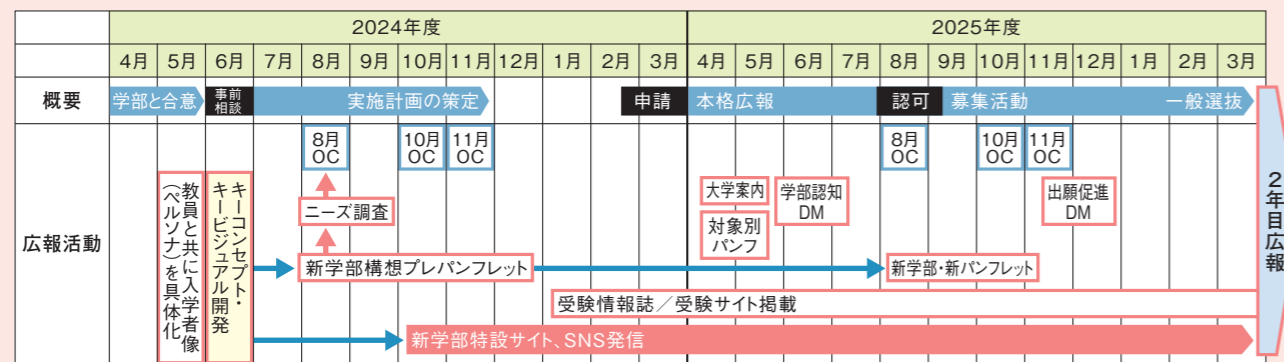 2024年度
2025年度
4月 5月 6月 7月 8月 9月 10月 11月 12月 1月 2月 3月 4月 5月 6月 7月 8月 9月 10月 11月 12月 1月 2月 3月
概要
学部と合意
事前
相談
実施計画の策定
申請
本格広報
認可
募集活動
一般選抜
広報活動
8月
OC
10月
OC
11月
OC
8月
OC
10月
OC
11月
OC
教員と共に入学者像
(ペルソナ)を具体化
キーコンセプト・
キービジュアル開発
ニーズ調査
大学案内
学部認知
DM
出願促進
DM
対象別
パンフ
新学部構想プレパンフレット
新学部・新パンフレット
受験情報誌／受験サイト掲載
新学部特設サイト、SNS発信
2年目広報